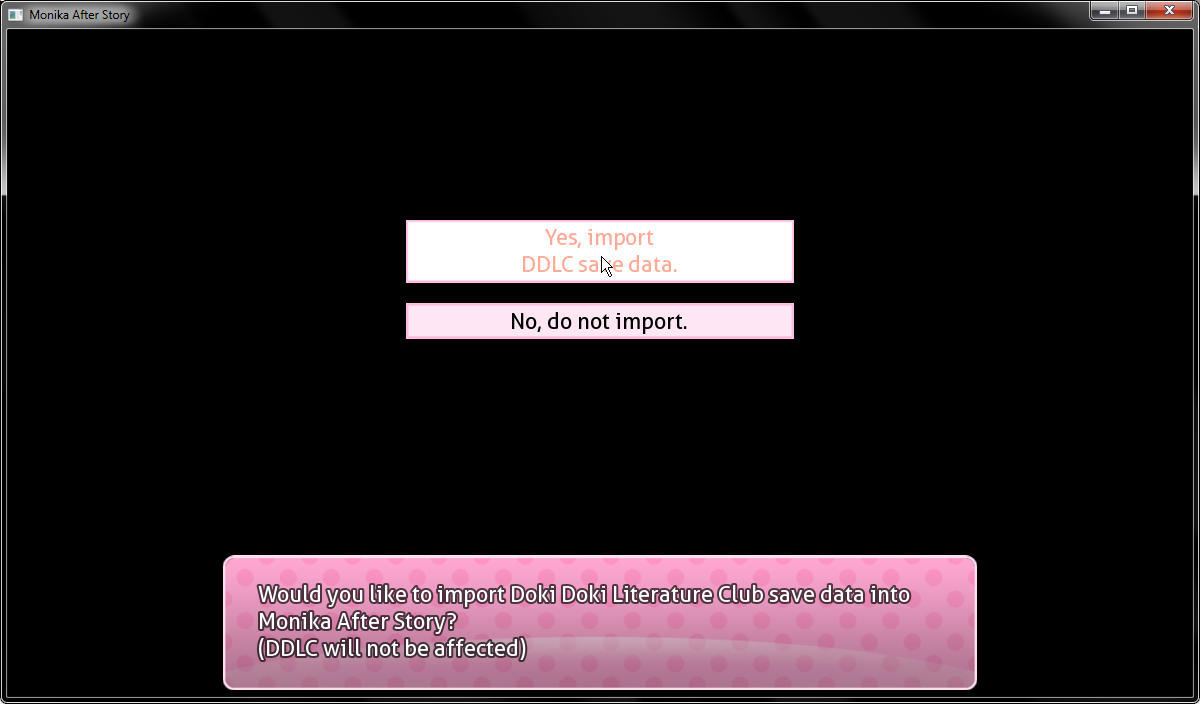 Monika After Story
Yes, import
DDLC save data.
No, do not import.
Would you like to import Doki Doki Literature Club save data into
Monika After Story?
(DDLC will not be affected)